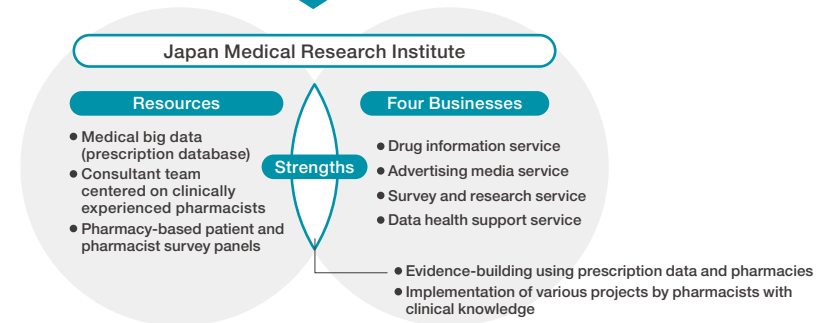 Japan Medical Research Institute
Resources
● Medical big data
(prescription database)
● Consultant team
centered on clinically
experienced pharmacists
● Pharmacy-based patient and
pharmacist survey panels
Strengths
Four Businesses
● Drug information service
● Advertising media service
● Survey and research service
● Data health support service
● Evidence-building using prescription data and pharmacies
● Implementation of various projects by pharmacists with
clinical knowledge